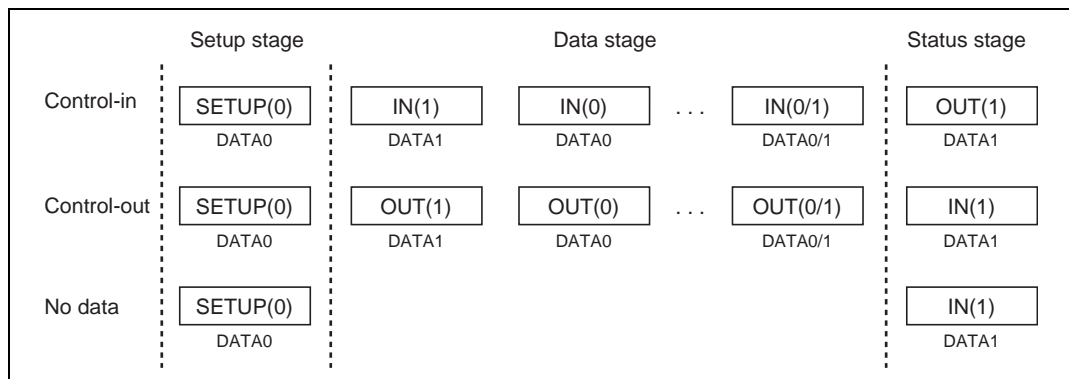 Setup stage Data stage Status stage
Control-in SETUP(0) IN(1) IN(0) . . . IN(0/1) OUT(1)
DATA0 DATA1 DATA0 DATA0/1 DATA1
Control-out SETUP(0) OUT(1) OUT(0) . . . OUT(0/1) IN(1)
DATA0 DATA1 DATA0 DATA0/1 DATA1
No data SETUP(0) IN(1)
DATA0 DATA1